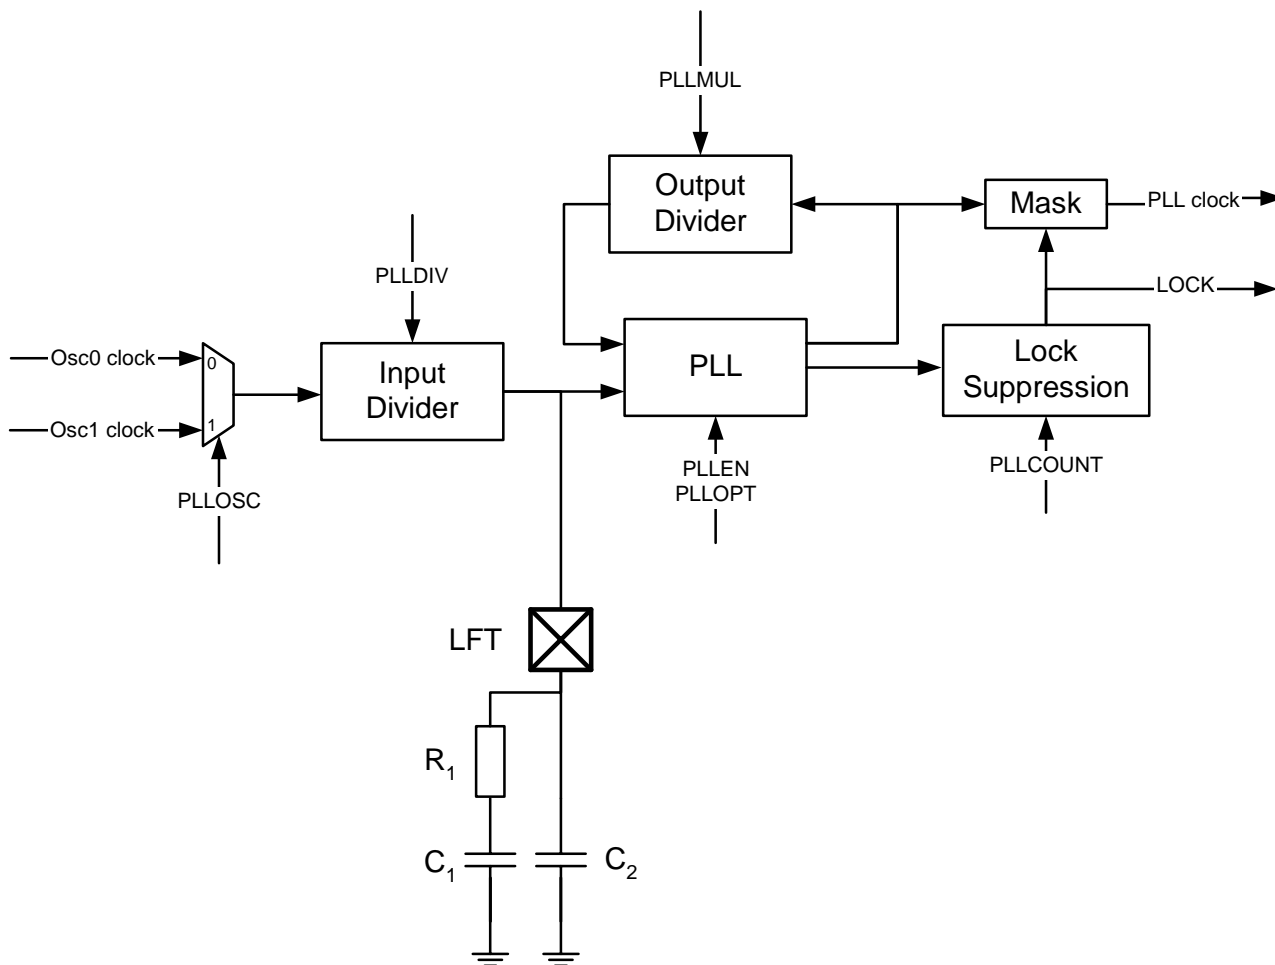 PLLMUL
Output
Divider
Mask
PLL clock
PLLDIV
LOCK
Osc0 clock
0
Input
Divider
PLL
Lock
Suppression
Osc1 clock
1
PLLOSC
PLLEN
PLLOPT
PLLCOUNT
LFT
R1
C1
C2